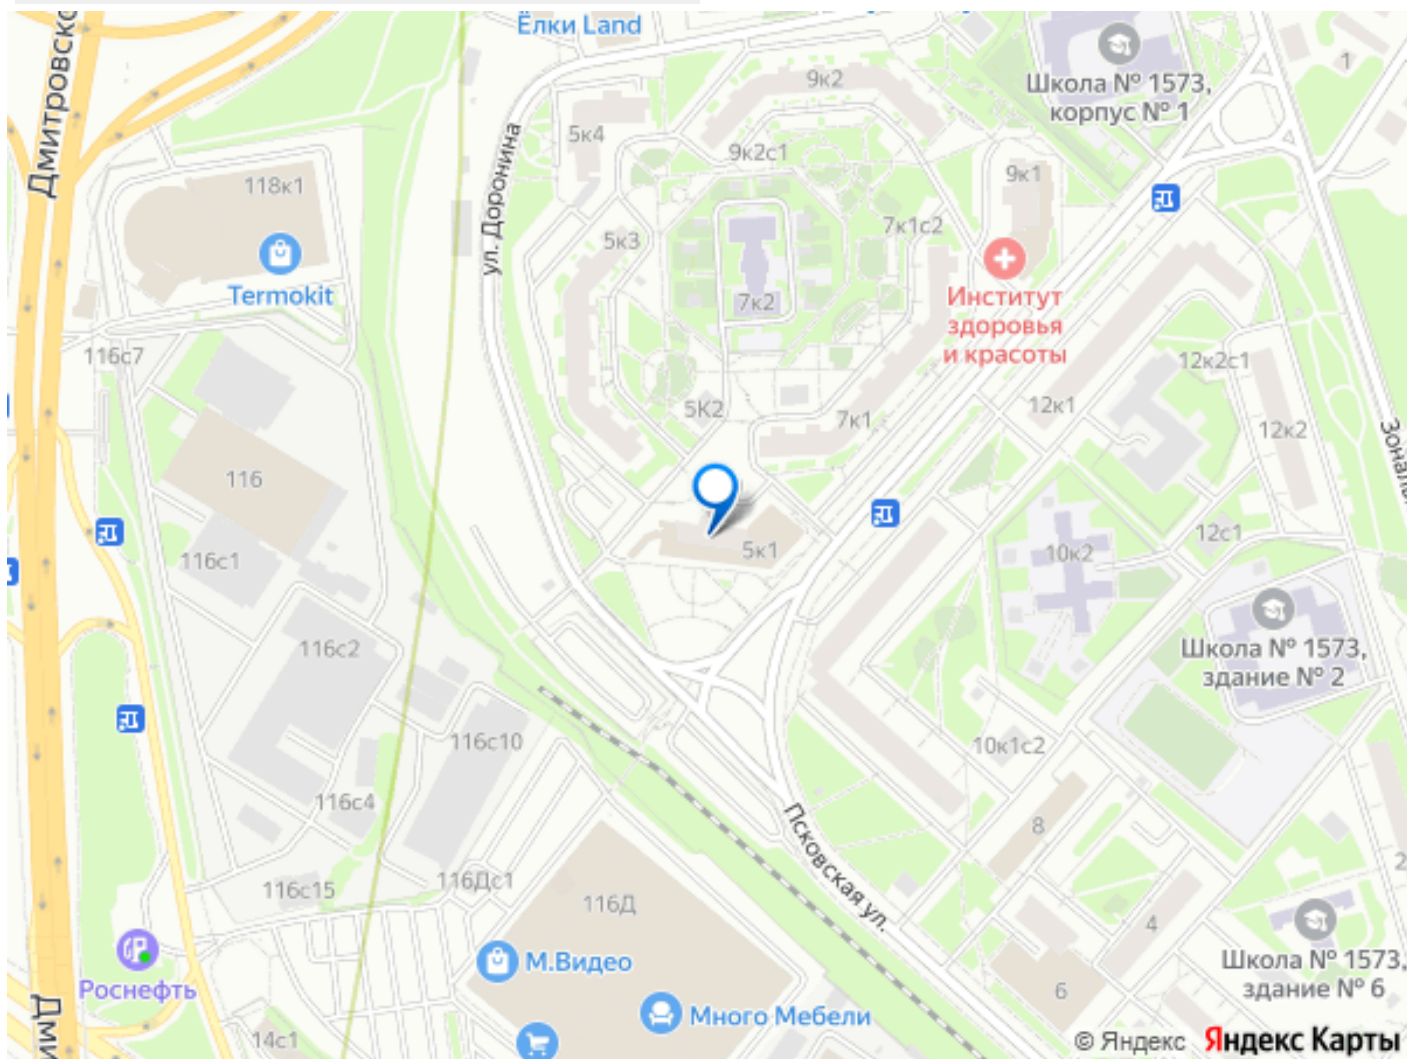 Ёлки Land
Дмитровско
9к2
Школа № 1573,
корпус № 1
1
5к4
9к2с1
ул. Доронина
118к1
9к1
5к3
7к1с2
Termokit
7к2
Институт
здоровья
и красоты
116с7
12к2с1
5К2
7к1
12к1
12к2
Зональн
116
5к1
12с1
116с1
10к2
116с2
Школа № 1573,
здание № 2
116с10
10к1с2
116с4
8
Псковская ул.
116с15
116Дс1
116Д
4
2
М.Видео
Роснефть
Школа № 1573,
здание № 6
6
Много Мебели
Дми
14с1
© Яндекс Яндекс Карты